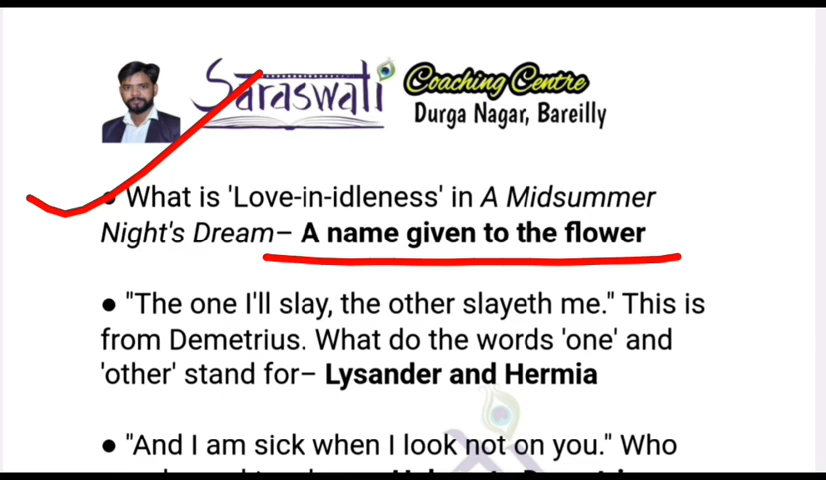 Saraswati Coaching Centre
Durga Nagar, Bareilly
● What is 'Love-in-idleness' in A Midsummer
Night's Dream– A name given to the flower
● "The one I'll slay, the other slayeth me." This is
from Demetrius. What do the words 'one' and
'other' stand for– Lysander and Hermia
● "And I am sick when I look not on you." Who